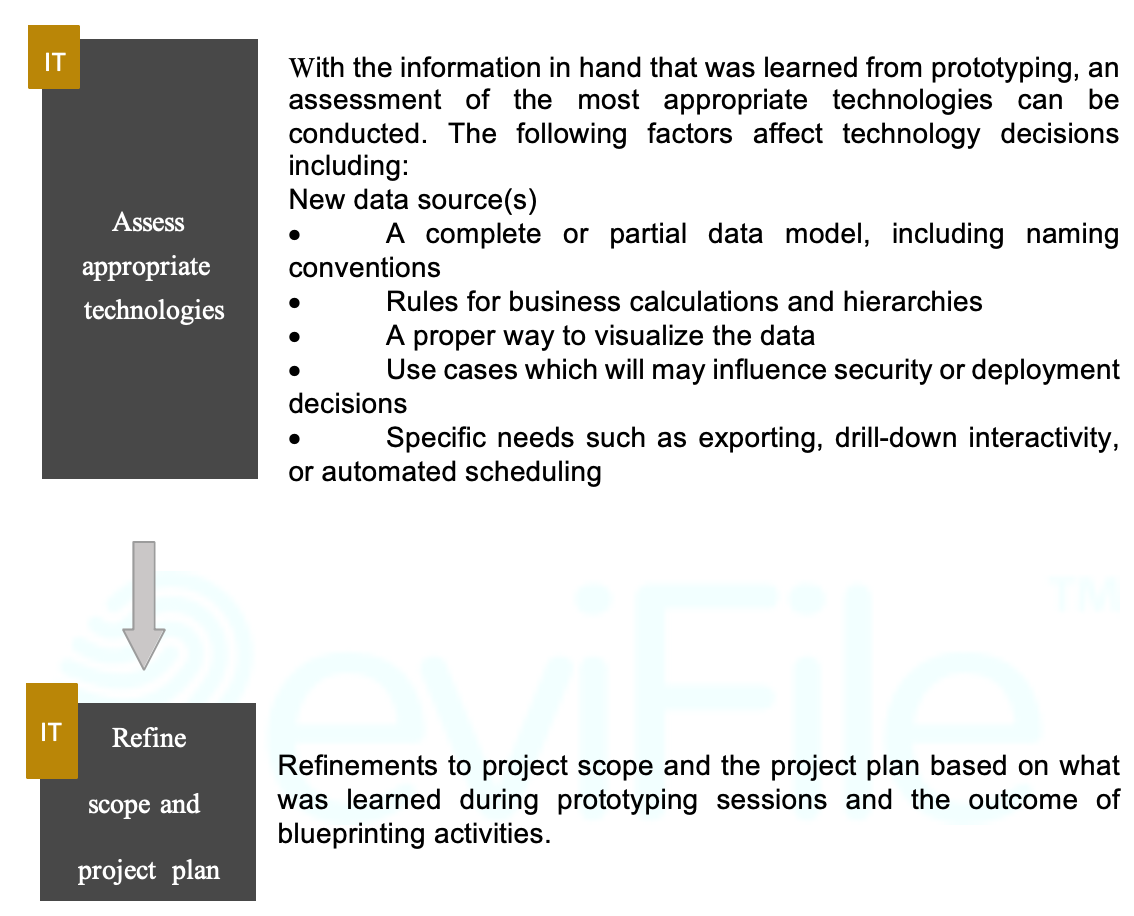 IT
Assess
appropriate
technologies
With the information in hand that was learned from prototyping, an
assessment of the most appropriate technologies can be
conducted. The following factors affect technology decisions
including:
New data source(s)
• A complete or partial data model, including naming
conventions
• Rules for business calculations and hierarchies
• A proper way to visualize the data
• Use cases which will may influence security or deployment
decisions
• Specific needs such as exporting, drill-down interactivity,
or automated scheduling
eviFile TM
IT
Refine
scope and
project plan
Refinements to project scope and the project plan based on what
was learned during prototyping sessions and the outcome of
blueprinting activities.